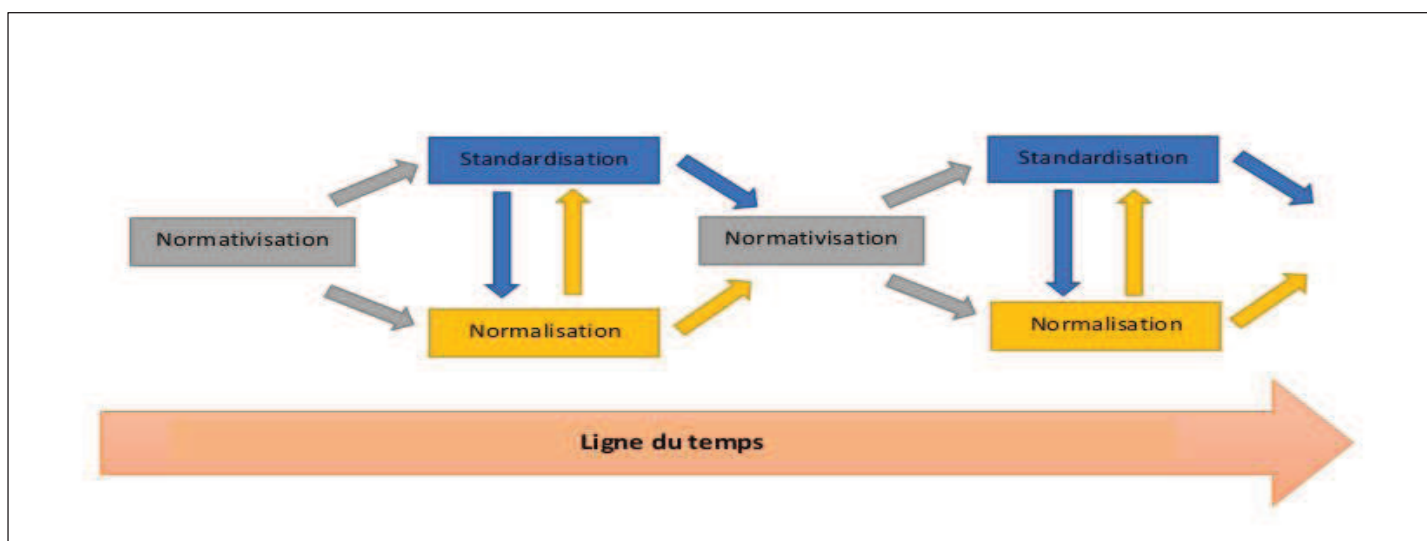 Standardisation
Standardisation
Normativisation
Normativisation
Normalisation
Normalisation
Ligne du temps